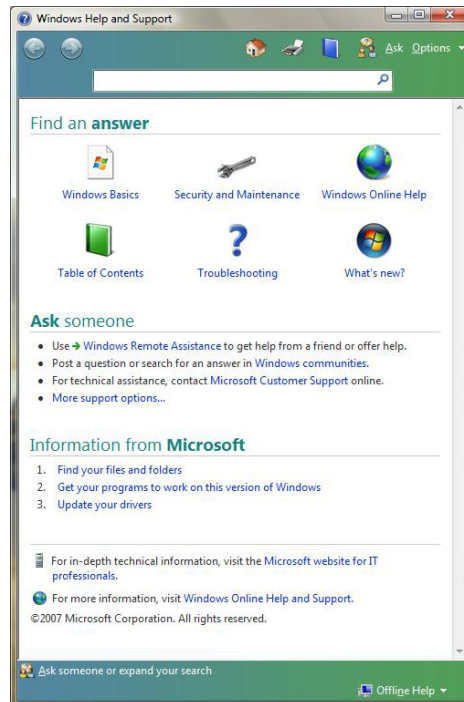 Windows Help and Support
Ask Options
Find an answer
Windows Basics
Security and Maintenance
Windows Online Help
Table of Contents
Troubleshooting
What's new?
Ask someone
Use Windows Remote Assistance to get help from a friend or offer help.
Post a question or search for an answer in Windows communities.
For technical assistance, contact Microsoft Customer Support online.
More support options...
Information from Microsoft
1. Find your files and folders
2. Get your programs to work on this version of Windows
3. Update your drivers
For in-depth technical information, visit the Microsoft website for IT
professionals.
For more information, visit Windows Online Help and Support.
©2007 Microsoft Corporation. All rights reserved.
Ask someone or expand your search
Offline Help